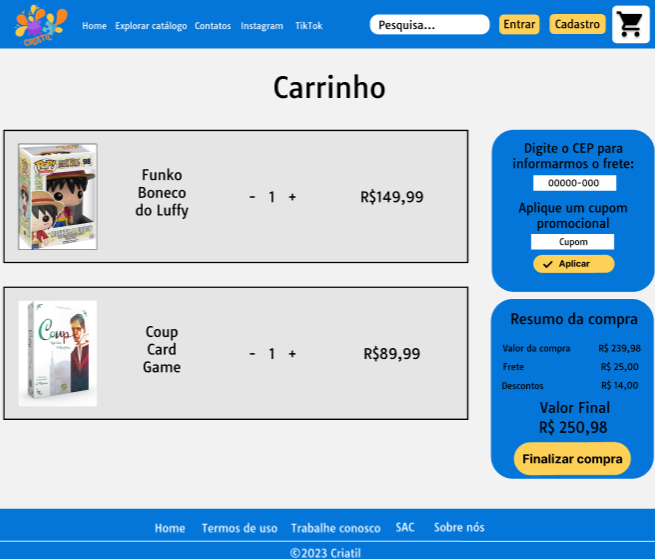 CRIATIL
Home Explorar catálogo Contatos Instagram TikTok
Pesquisa...
Entrar
Cadastro
Carrinho
POP!
98
Funko
Boneco
do Luffy
- 1 +
R$149,99
Coup
Coup
Card
Game
- 1 +
R$89,99
Digite o CEP para
informarmos o frete:
00000-000
Aplique um cupom
promocional
Cupom
Aplicar
Resumo da compra
Valor da compra R$ 239,98
Frete R$ 25,00
Descontos R$ 14,00
Valor Final
R$ 250,98
Finalizar compra
Home Termos de uso Trabalhe conosco SAC Sobre nós
©2023 Criatil